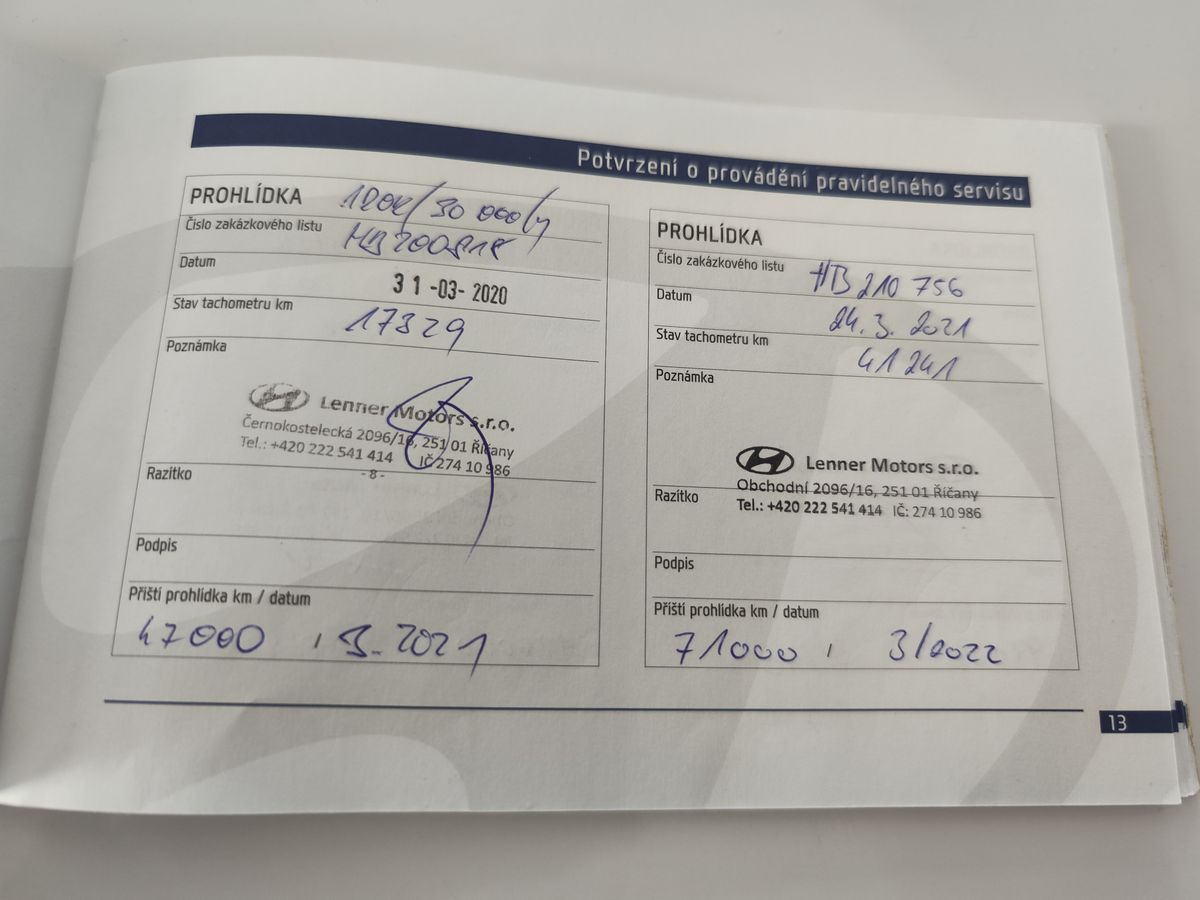 Potvrzení o provádění pravidelného servisu
PROHLÍDKA 1ROK/30 000/y
Číslo zakázkového listu HB200818
Datum 31-03-2020
Stav tachometru km 17329
Poznámka
Lenner Motors s.r.o.
Černokostelecká 2096/16, 251 01 Říčany
Tel.: +420 222 541 414 IČ 274 10 986
- 8 -
Razítko
Podpis
Příští prohlídka km / datum
47000 , 3. 2021
PROHLÍDKA
Číslo zakázkového listu HB 210 756
Datum 24. 3. 2021
Stav tachometru km 41 241
Poznámka
Lenner Motors s.r.o.
Obchodní 2096/16, 251 01 Říčany
Tel.: +420 222 541 414 IČ: 274 10 986
Razítko
Podpis
Příští prohlídka km / datum
71000 , 3/2022
13